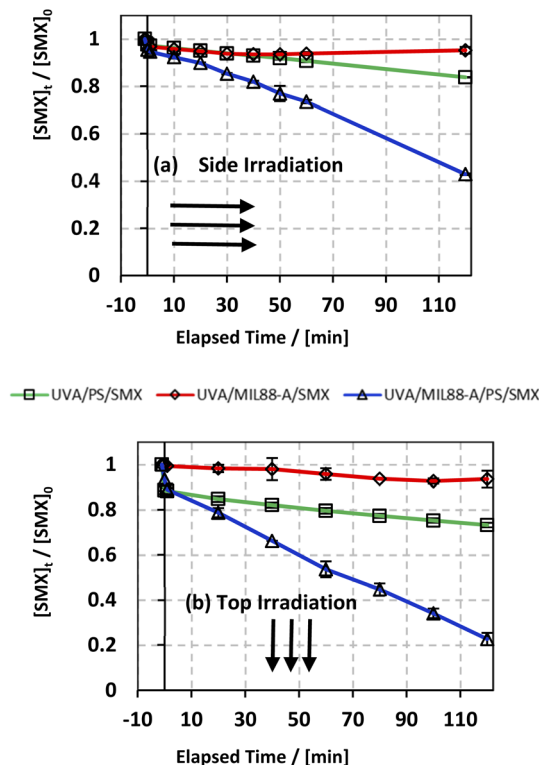 [SMX]t / [SMX]0
1
0.8
0.6
0.4
0.2
0
(a) Side Irradiation
-10 10 30 50 70 90 110
Elapsed Time / [min]
UVA/PS/SMX UVA/MIL88-A/SMX UVA/MIL88-A/PS/SMX
[SMX]t / [SMX]0
1
0.8
0.6
0.4
0.2
0
(b) Top Irradiation
-10 10 30 50 70 90 110
Elapsed Time / [min]